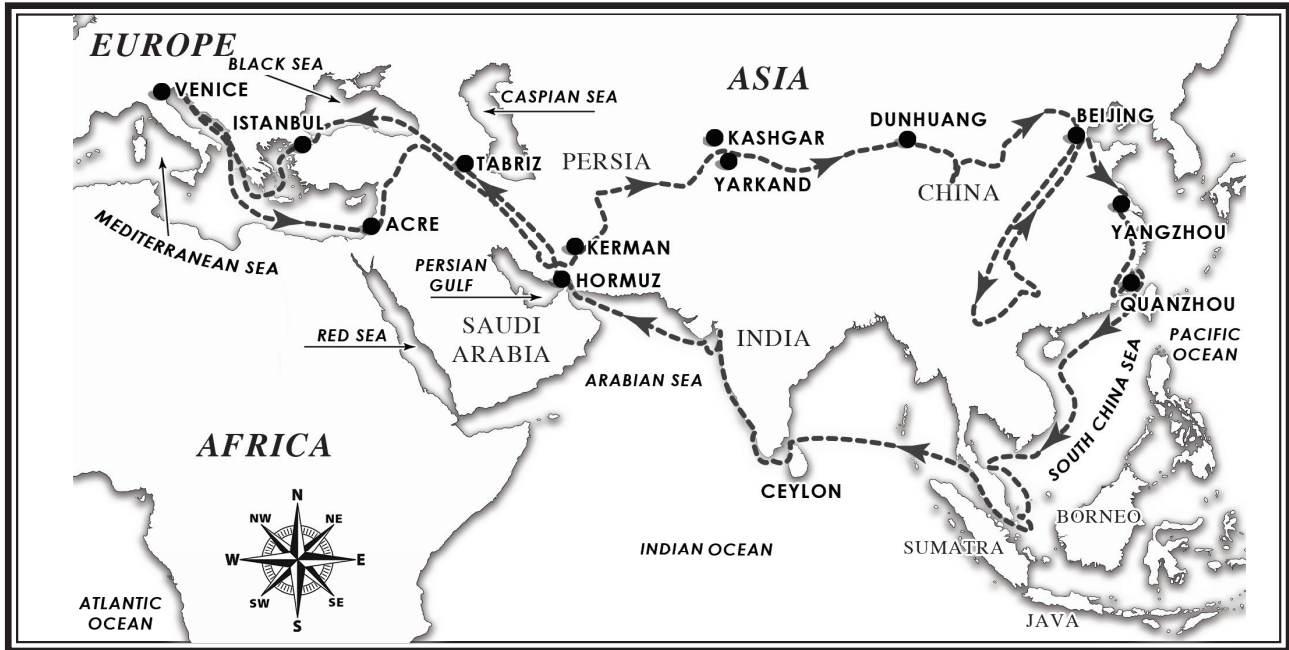 EUROPE
BLACK SEA
VENICE
ISTANBUL
CASPIAN SEA
ASIA
TABRIZ
PERSIA
KASHGAR
YARKAND
DUNHUANG
BEIJING
CHINA
MEDITERRANEAN SEA
ACRE
KERMAN
HORMUZ
YANGZHOU
QUANZHOU
PERSIAN
GULF
SAUDI
ARABIA
RED SEA
INDIA
ARABIAN SEA
PACIFIC
OCEAN
SOUTH CHINA SEA
AFRICA
CEYLON
INDIAN OCEAN
SUMATRA
BORNEO
JAVA
N
NW
NE
W
E
SW
SE
S
ATLANTIC
OCEAN